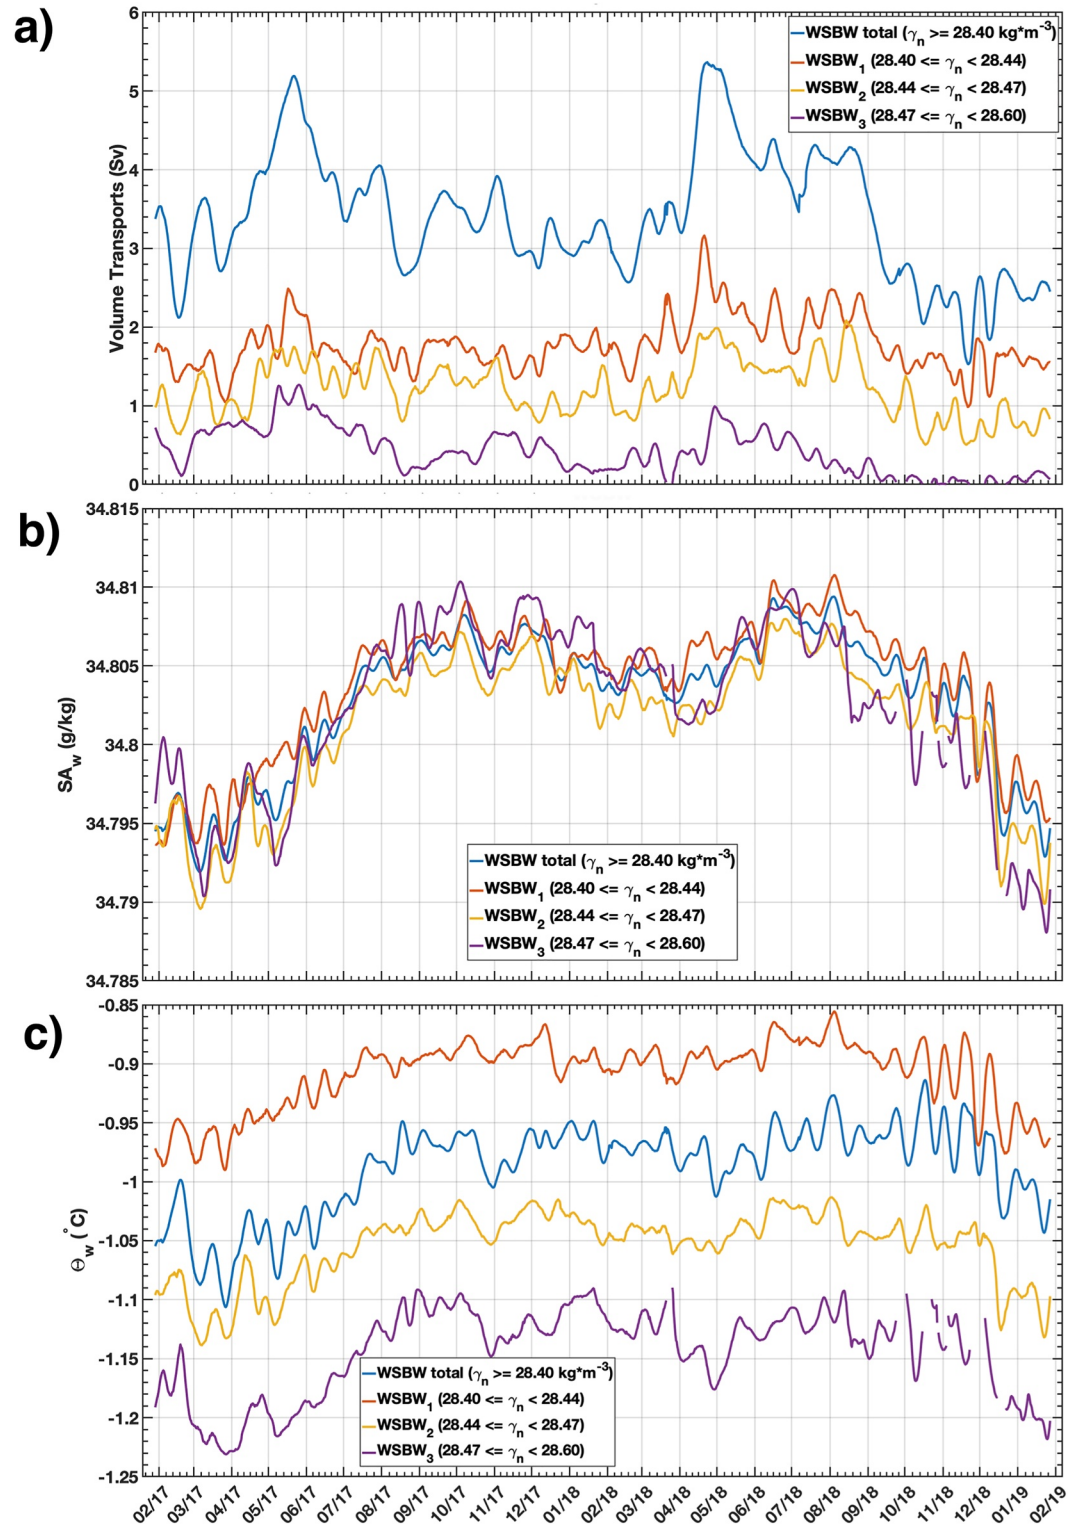 a)
6
5
4
3
2
1
0
Volume Transports (Sv)
WSBW total (γn >= 28.40 kg*m-3)
WSBW1 (28.40 <= γn < 28.44)
WSBW2 (28.44 <= γn < 28.47)
WSBW3 (28.47 <= γn < 28.60)
b)
34.815
34.81
34.805
34.8
34.795
34.79
34.785
SAw (g/kg)
WSBW total (γn >= 28.40 kg*m-3)
WSBW1 (28.40 <= γn < 28.44)
WSBW2 (28.44 <= γn < 28.47)
WSBW3 (28.47 <= γn < 28.60)
c)
-0.85
-0.9
-0.95
-1
-1.05
-1.1
-1.15
-1.2
-1.25
Θw (°C)
WSBW total (γn >= 28.40 kg*m-3)
WSBW1 (28.40 <= γn < 28.44)
WSBW2 (28.44 <= γn < 28.47)
WSBW3 (28.47 <= γn < 28.60)
02/17 03/17 04/17 05/17 06/17 07/17 08/17 09/17 10/17 11/17 12/17 01/18 02/18 03/18 04/18 05/18 06/18 07/18 08/18 09/18 10/18 11/18 12/18 01/19 02/19